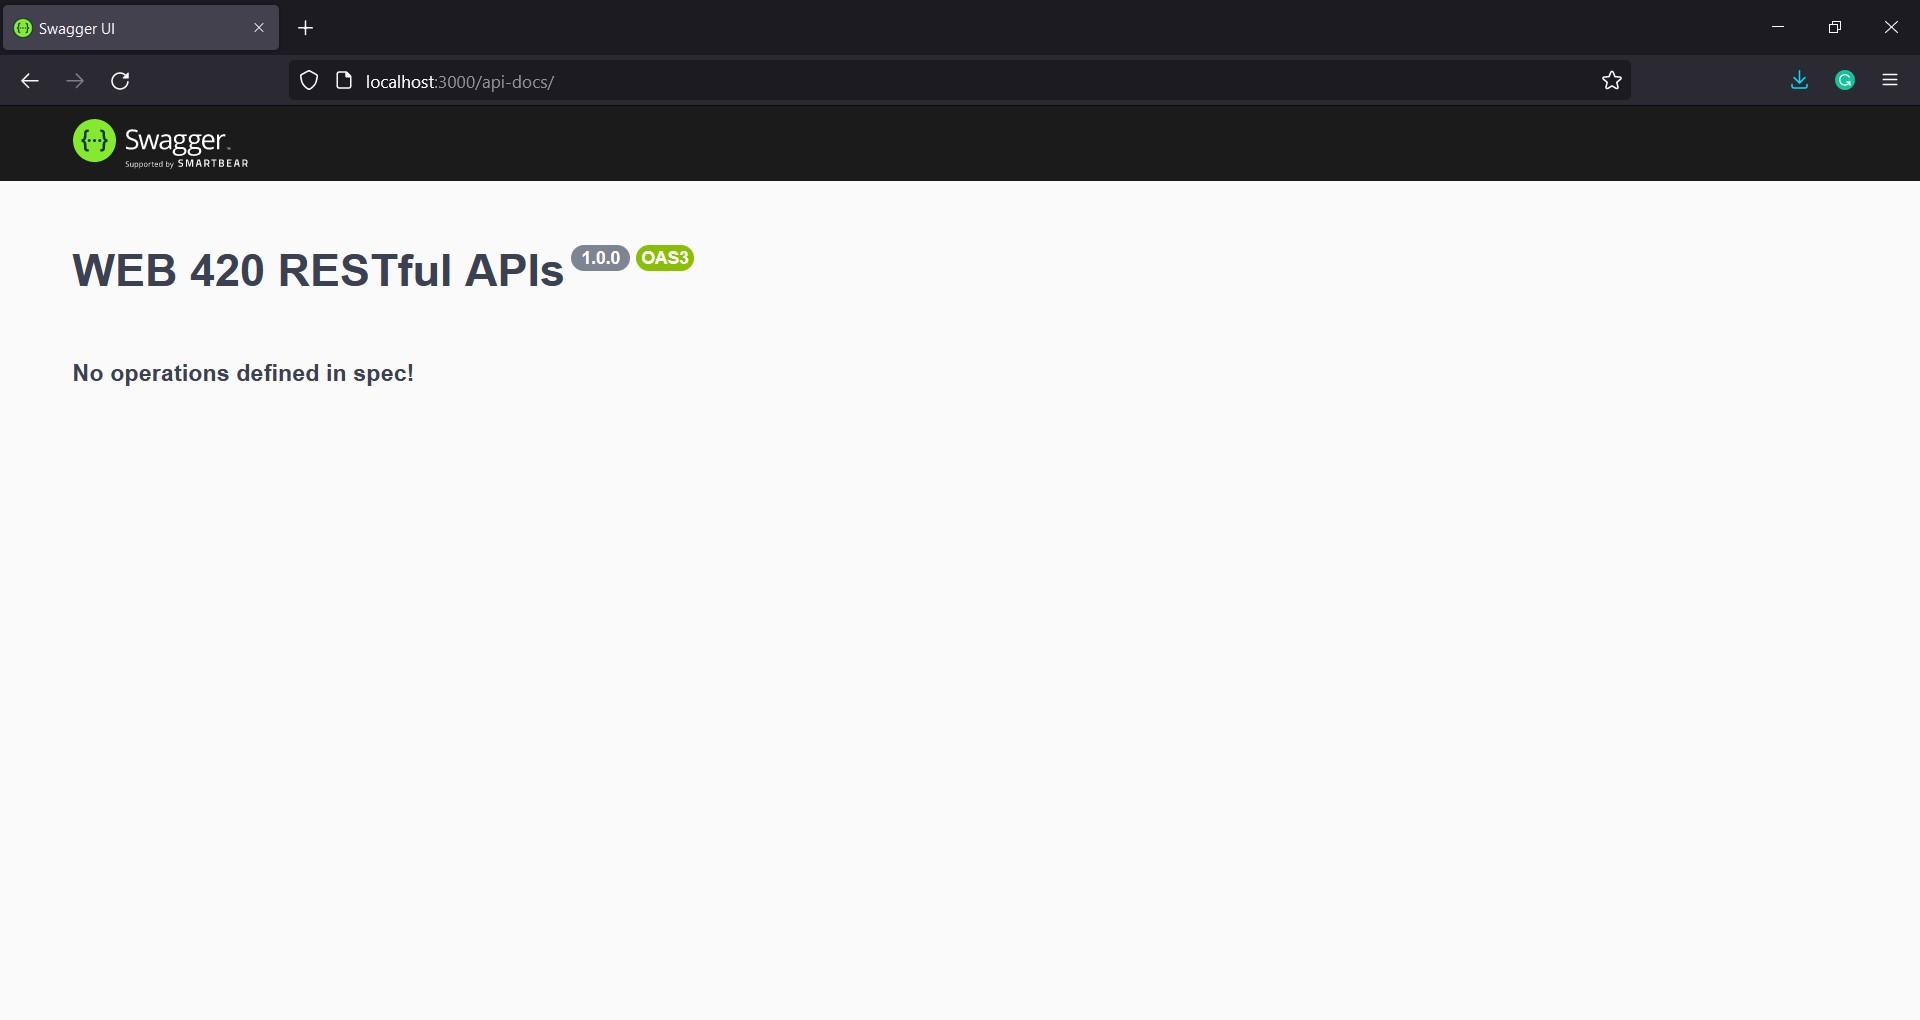 Swagger UI
localhost:3000/api-docs/
{...} Swagger™
Supported by SMARTBEAR
WEB 420 RESTful APIs 1.0.0 OAS3
No operations defined in spec!